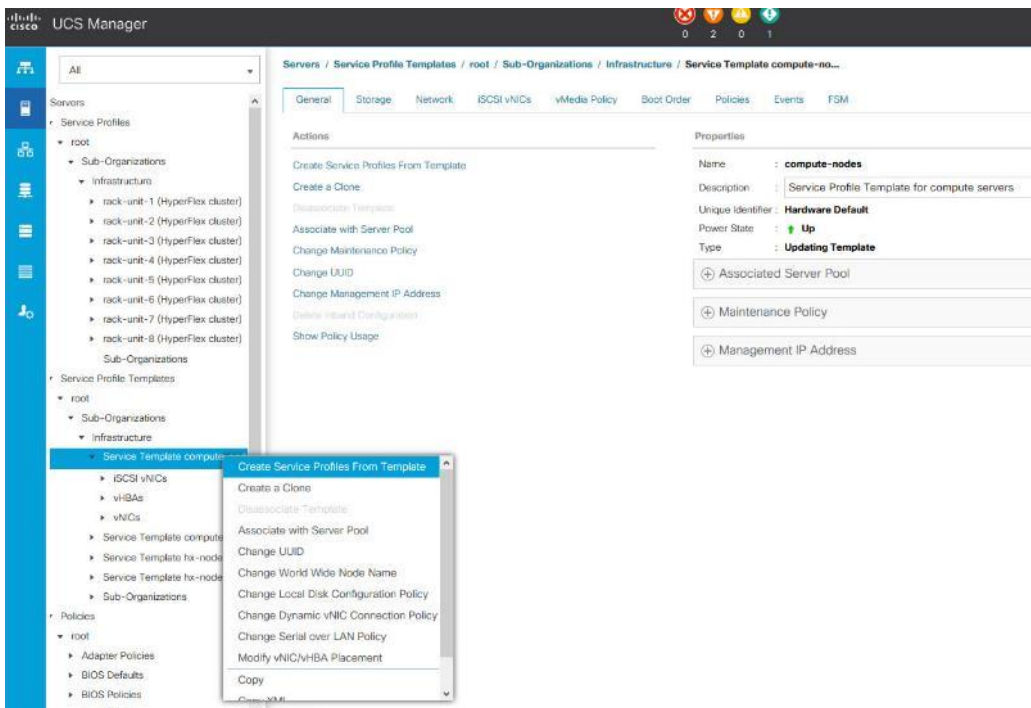 cisco UCS Manager
0 2 0 1
All
Servers
Service Profiles
root
Sub-Organizations
Infrastructure
rack-unit-1 (HyperFlex cluster)
rack-unit-2 (HyperFlex cluster)
rack-unit-3 (HyperFlex cluster)
rack-unit-4 (HyperFlex cluster)
rack-unit-5 (HyperFlex cluster)
rack-unit-6 (HyperFlex cluster)
rack-unit-7 (HyperFlex cluster)
rack-unit-8 (HyperFlex cluster)
Sub-Organizations
Service Profile Templates
root
Sub-Organizations
Infrastructure
Service Template compute-nod
iSCSI vNICs
vHBAs
vNICs
Service Template compute
Service Template hx-node
Service Template hx-node
Sub-Organizations
Policies
root
Adapter Policies
BIOS Defaults
BIOS Policies
Servers / Service Profile Templates / root / Sub-Organizations / Infrastructure / Service Template compute-no...
General Storage Network iSCSI vNICs vMedia Policy Boot Order Policies Events FSM
Actions
Create Service Profiles From Template
Create a Clone
Disassociate Template
Associate with Server Pool
Change Maintenance Policy
Change UUID
Change Management IP Address
Delete Inband Configuration
Show Policy Usage
Properties
Name : compute-nodes
Description : Service Profile Template for compute servers
Unique Identifier : Hardware Default
Power State : Up
Type : Updating Template
Associated Server Pool
Maintenance Policy
Management IP Address
Create Service Profiles From Template
Create a Clone
Disassociate Template
Associate with Server Pool
Change UUID
Change World Wide Node Name
Change Local Disk Configuration Policy
Change Dynamic vNIC Connection Policy
Change Serial over LAN Policy
Modify vNIC/vHBA Placement
Copy
Copy XML